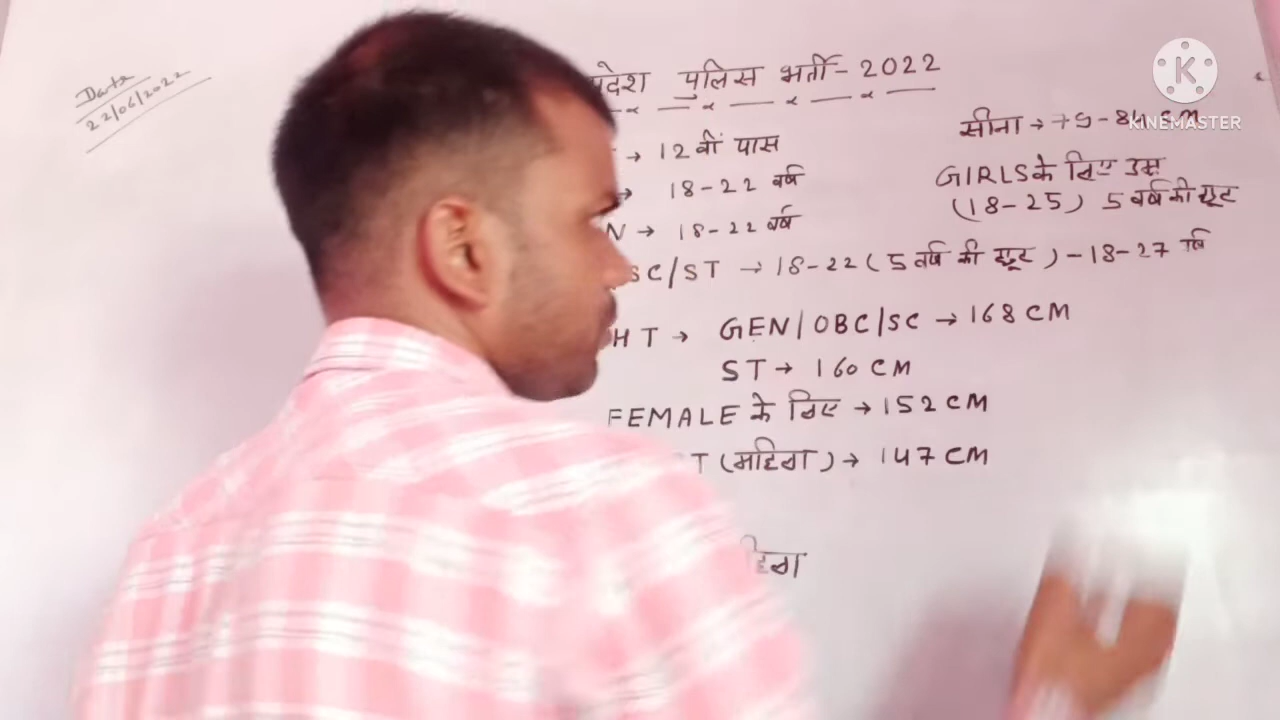 Date
22/06/2022
पुलिस भर्ती - 2022
→ 12वीं पास
→ 18-22 वर्ष
N → 18-22 वर्ष
SC/ST → 18-22 (5 वर्ष की छूट) - 18-27 वर्ष
HT → GEN/OBC/SC → 168 CM
ST → 160 CM
FEMALE के लिए → 152 CM
T (महिला) → 147 CM
सीना → 79-84 CM
GIRLS के लिए उम्र
(18-25) 5 वर्ष की छूट
K
KINEMASTER